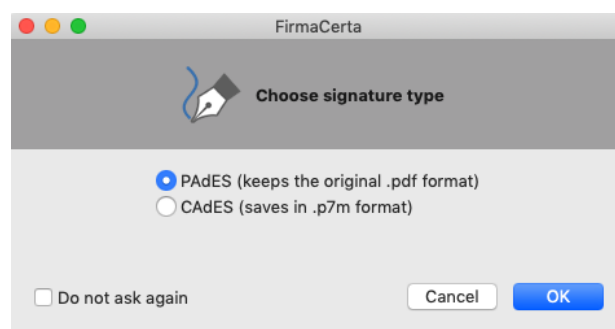 FirmaCerta
Choose signature type
PAdES (keeps the original .pdf format)
CAdES (saves in .p7m format)
Do not ask again
Cancel
OK